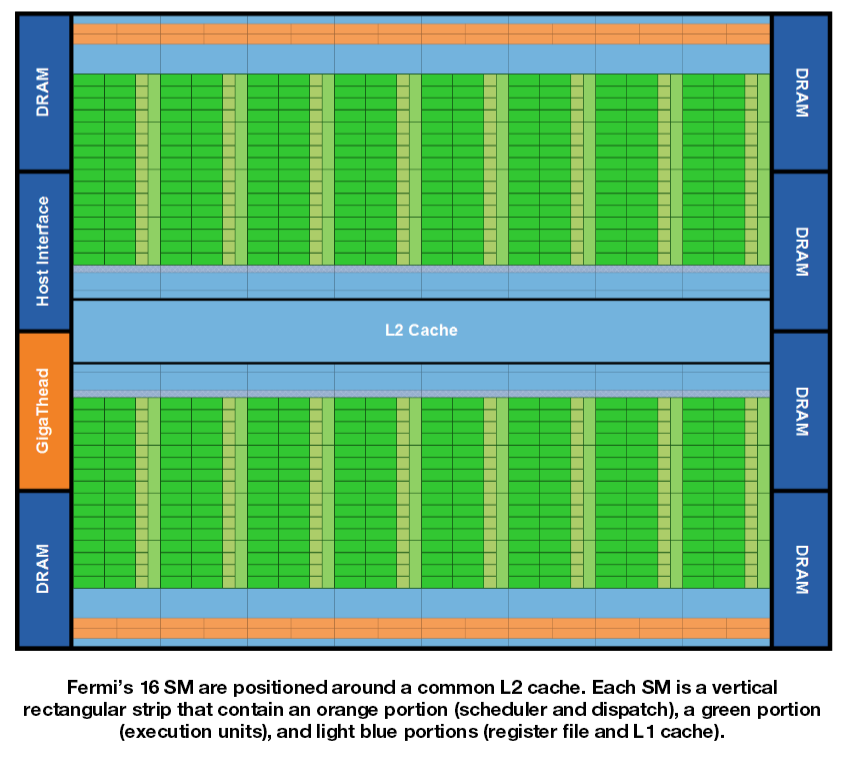 DRAM
Host Interface
GigaThead
DRAM
L2 Cache
DRAM
DRAM
DRAM
DRAM
Fermi's 16 SM are positioned around a common L2 cache. Each SM is a vertical
rectangular strip that contain an orange portion (scheduler and dispatch), a green portion
(execution units), and light blue portions (register file and L1 cache).